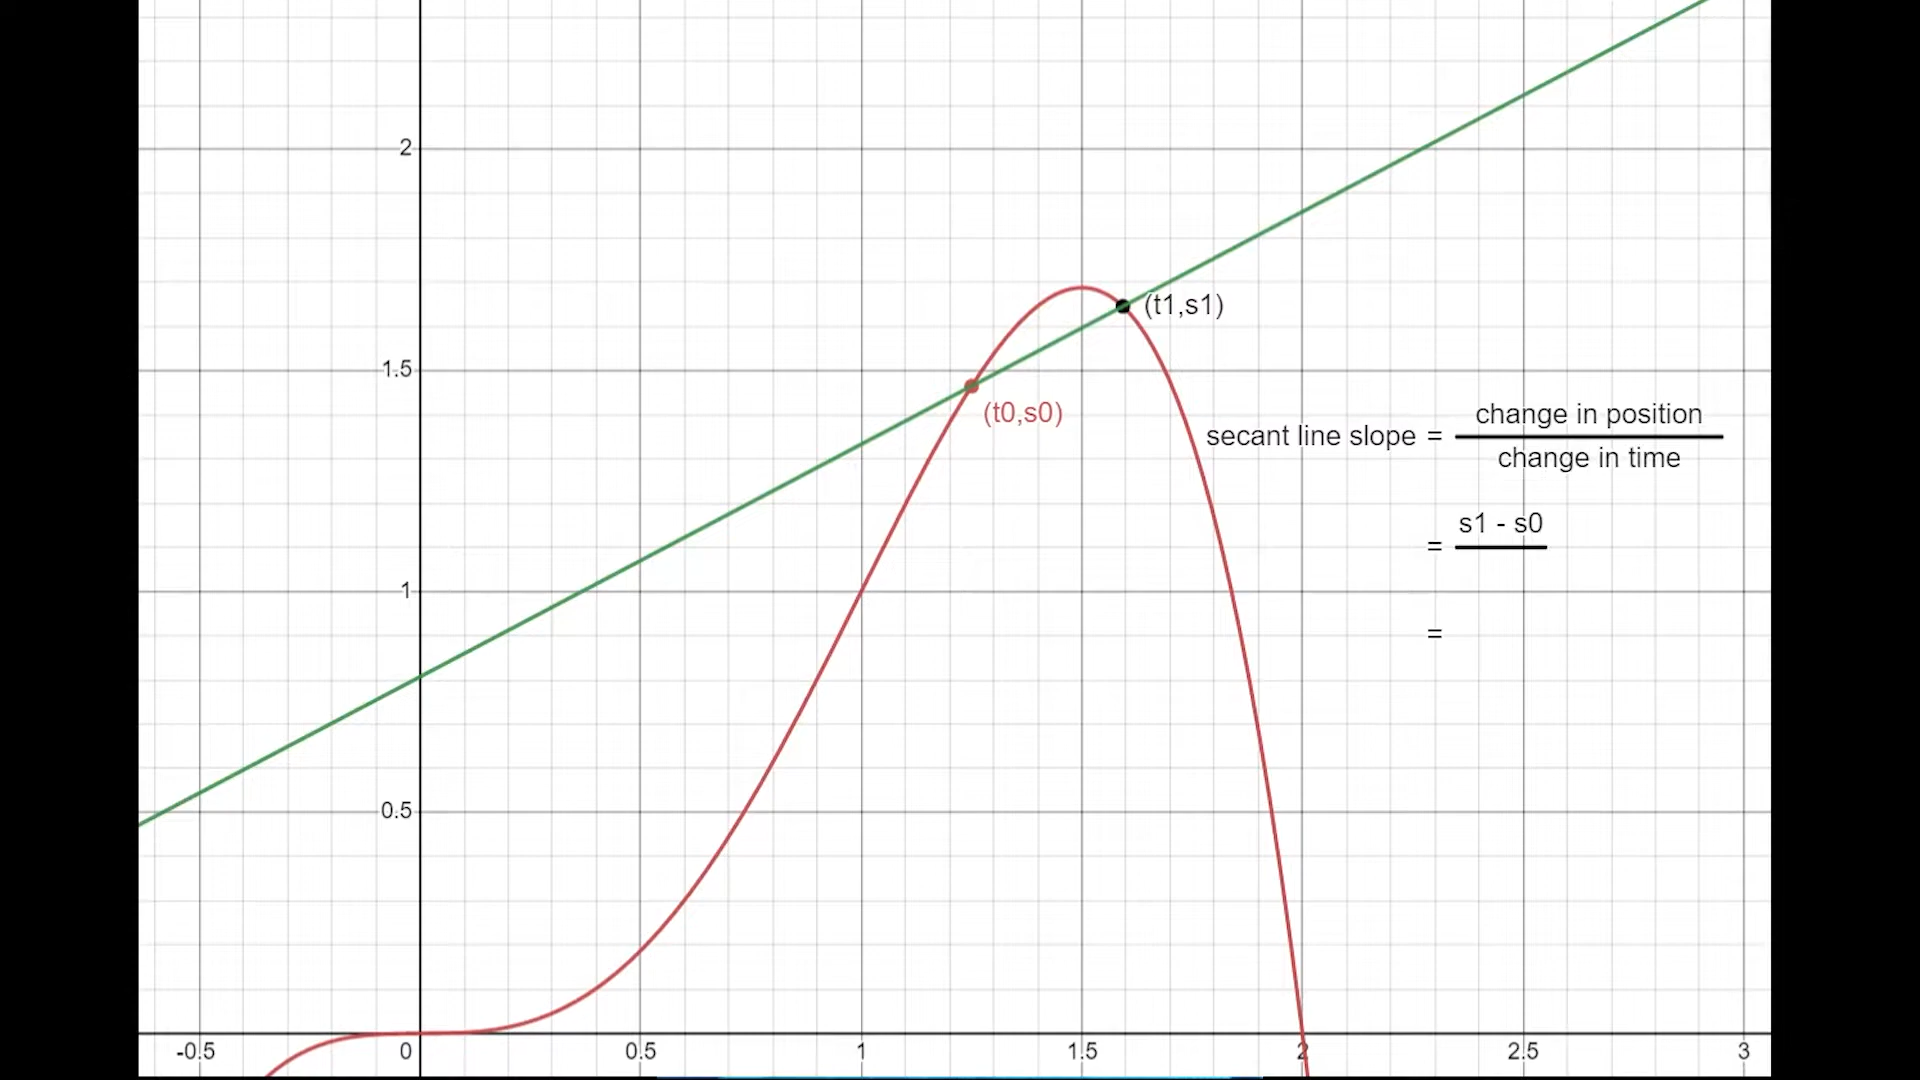 2
1.5
1
0.5
(t1,s1)
(t0,s0)
secant line slope = change in position
change in time
= s1 - s0
=
-0.5 0 0.5 1 1.5 2 2.5 3